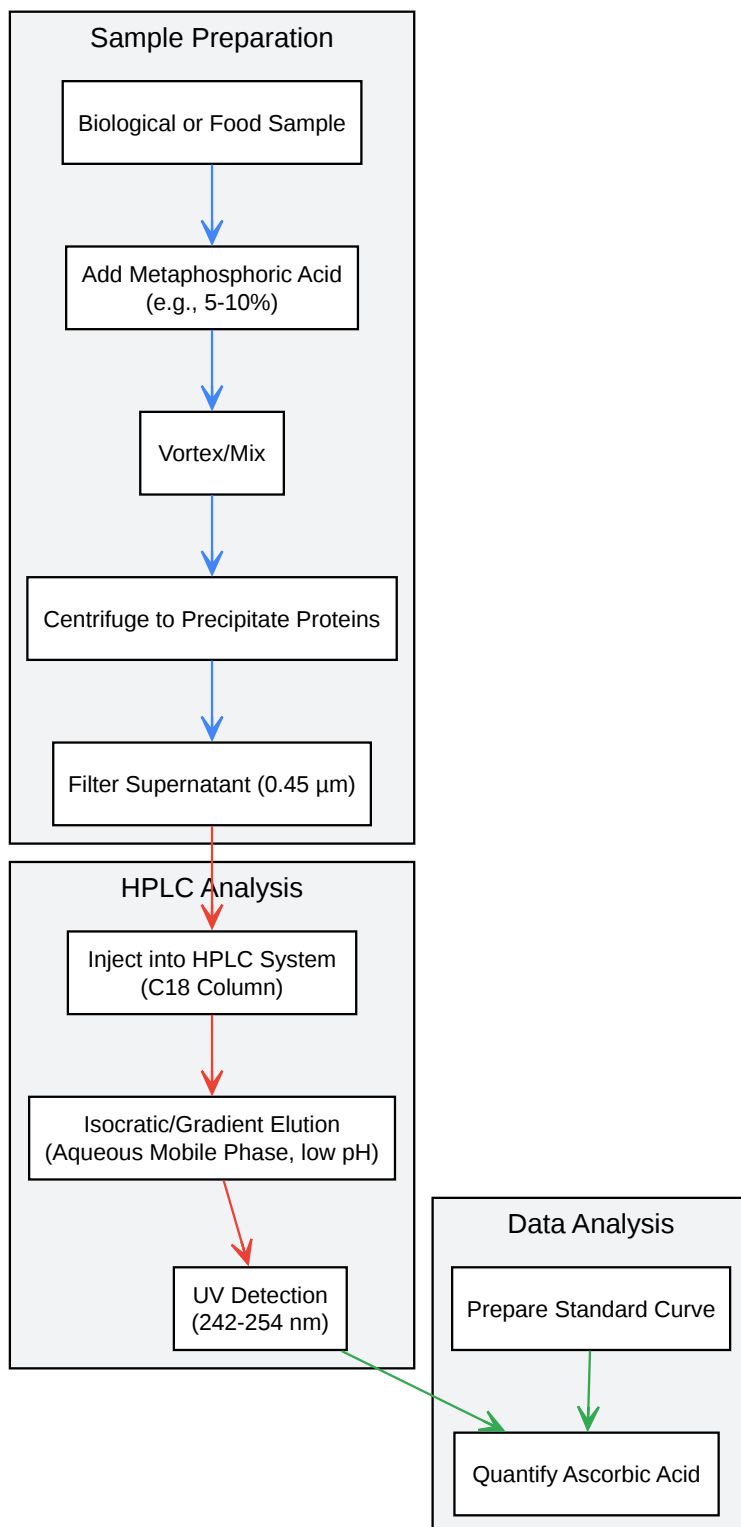 Sample Preparation
Biological or Food Sample
Add Metaphosphoric Acid
(e.g., 5-10%)
Vortex/Mix
Centrifuge to Precipitate Proteins
Filter Supernatant (0.45 µm)
HPLC Analysis
Inject into HPLC System
(C18 Column)
Isocratic/Gradient Elution
(Aqueous Mobile Phase, low pH)
UV Detection
(242-254 nm)
Data Analysis
Prepare Standard Curve
Quantify Ascorbic Acid